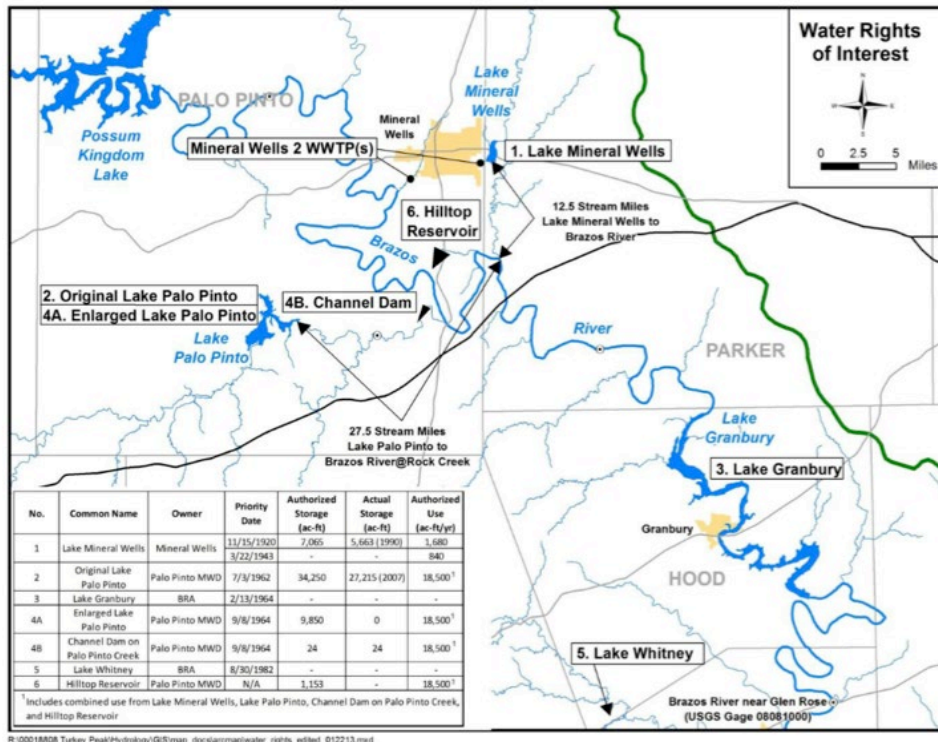 Water Rights
of Interest
N
W E
S
0 2.5 5
Miles
PALO PINTO
Possum
Kingdom
Lake
Mineral
Wells
Lake
Mineral
Wells
Mineral Wells 2 WWTP(s)
1. Lake Mineral Wells
6. Hilltop
Reservoir
12.5 Stream Miles
Lake Mineral Wells to
Brazos River
Brazos
2. Original Lake Palo Pinto
4A. Enlarged Lake Palo Pinto
4B. Channel Dam
Lake
Palo Pinto
River
PARKER
27.5 Stream Miles
Lake Palo Pinto to
Brazos River@Rock Creek
Lake
Granbury
3. Lake Granbury
Granbury
HOOD
5. Lake Whitney
Brazos River near Glen Rose
(USGS Gage 08081000)
No. Common Name Owner Priority Date Authorized Storage (ac-ft) Actual Storage (ac-ft) Authorized Use (ac-ft/yr)
1 Lake Mineral Wells Mineral Wells 11/15/1920 7,065 5,663 (1990) 1,680
3/22/1943 - - 840
2 Original Lake Palo Pinto Palo Pinto MWD 7/3/1962 34,250 27,215 (2007) 18,500¹
3 Lake Granbury BRA 2/13/1964 - - -
4A Enlarged Lake Palo Pinto Palo Pinto MWD 9/8/1964 9,850 0 18,500¹
4B Channel Dam on Palo Pinto Creek Palo Pinto MWD 9/8/1964 24 24 18,500¹
5 Lake Whitney BRA 8/30/1982 - - -
6 Hilltop Reservoir Palo Pinto MWD N/A 1,153 - 18,500¹
¹Includes combined use from Lake Mineral Wells, Lake Palo Pinto, Channel Dam on Palo Pinto Creek,
and Hilltop Reservoir
R:\00018808 Turkey Peak\Hydrology\GIS\map_docs\arcmap\water_rights_edited_012213.mxd